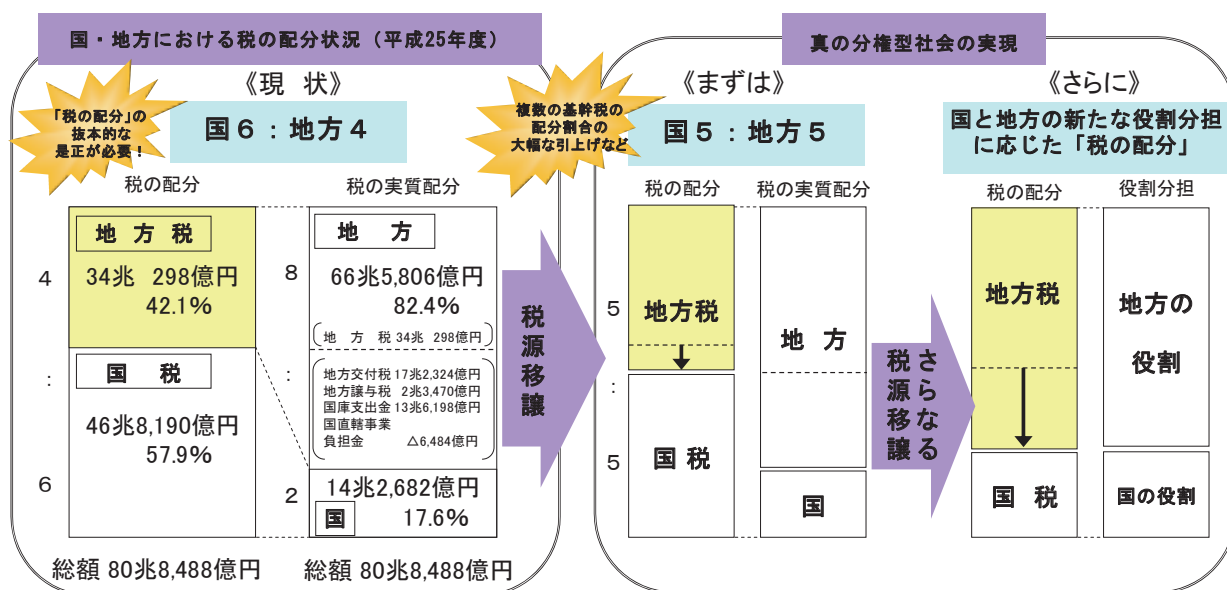 国・地方における税の配分状況（平成25年度）
「税の配分」の
抜本的な
是正が必要！
《現 状》
国６：地方４
税の配分
税の実質配分
4
：
6
地 方 税
34兆 298億円
42.1%
国 税
46兆8,190億円
57.9%
総額 80兆8,488億円
8
：
2
地 方
66兆5,806億円
82.4%
地 方 税 34兆 298億円
地方交付税 17兆2,324億円
地方譲与税 2兆3,470億円
国庫支出金 13兆6,198億円
国直轄事業
負担金 △6,484億円
14兆2,682億円
国 17.6%
総額 80兆8,488億円
税源移譲
真の分権型社会の実現
複数の基幹税の
配分割合の
大幅な引上げなど
《まずは》
国５：地方５
税の配分
税の実質配分
5
：
5
地方税
国 税
地 方
国
さらなる
税源移譲
《さらに》
国と地方の新たな役割分担
に応じた「税の配分」
税の配分
役割分担
地方税
国 税
地方の
役割
国の役割